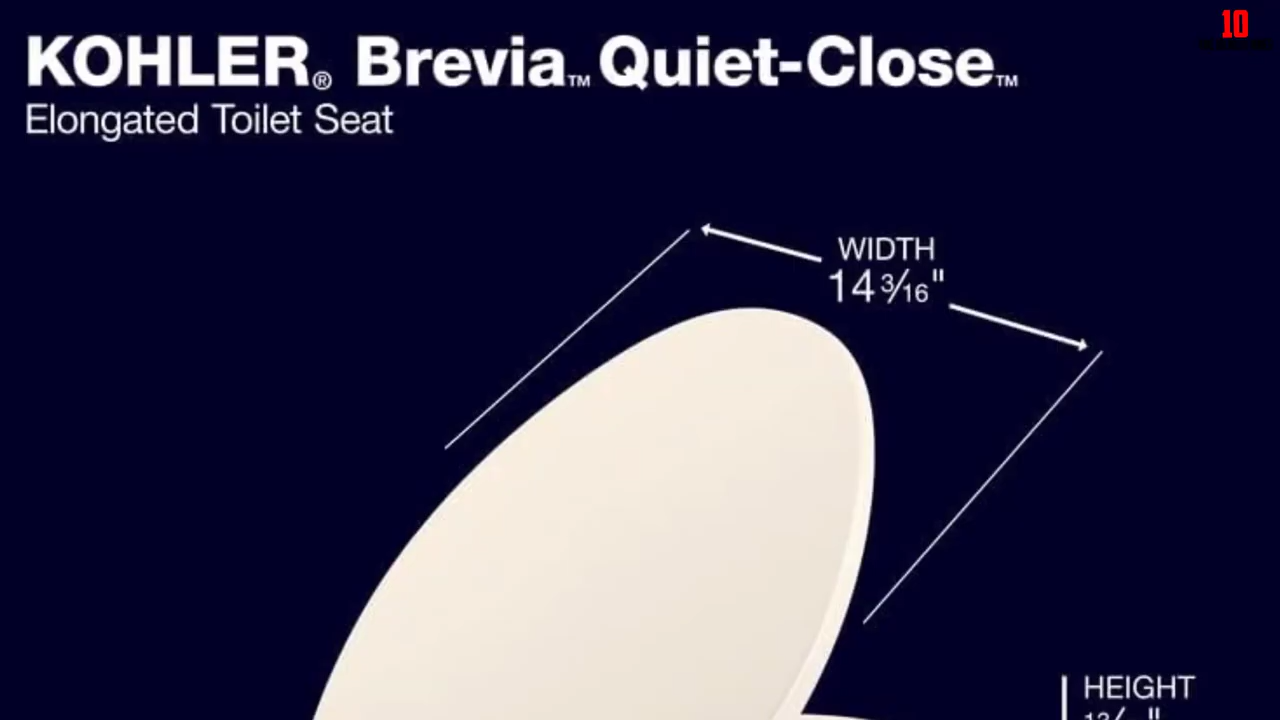 KOHLER® Brevia™ Quiet-Close™
Elongated Toilet Seat
WIDTH
14 3/16"
HEIGHT
10